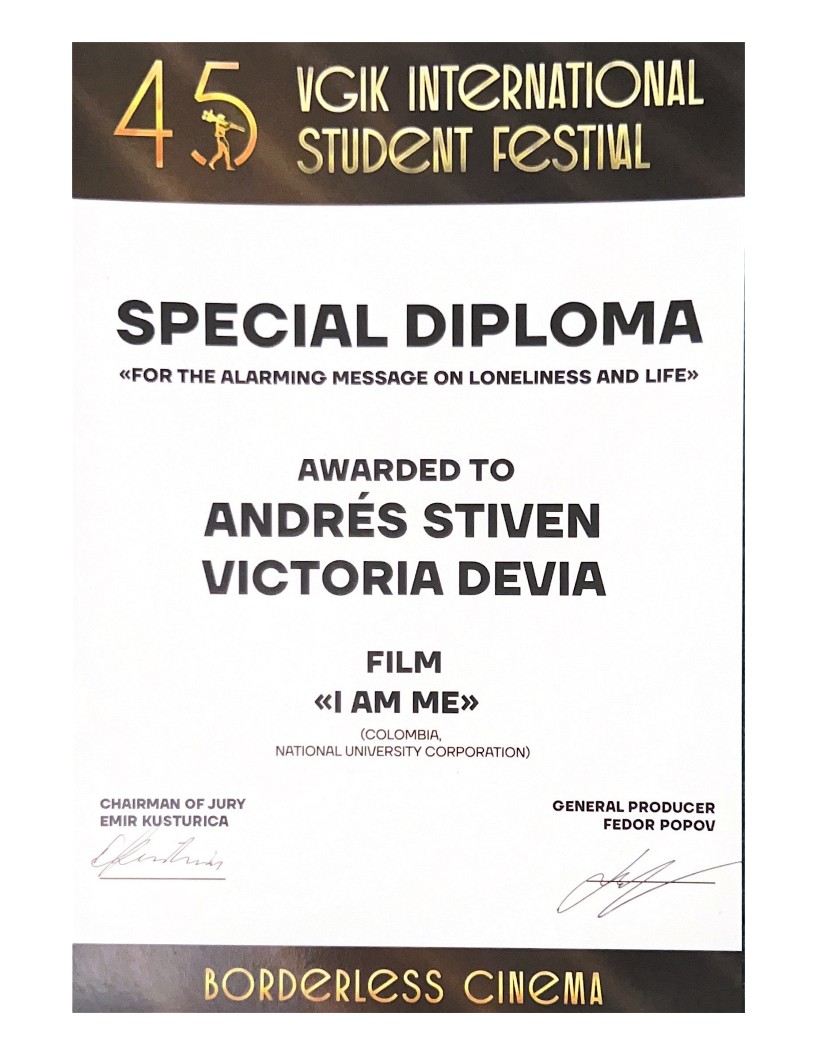 45
VGIK INTERNATIONAL
STUDENT FESTIVAL
SPECIAL DIPLOMA
«FOR THE ALARMING MESSAGE ON LONELINESS AND LIFE»
AWARDED TO
ANDRÉS STIVEN
VICTORIA DEVIA
FILM
«I AM ME»
(COLOMBIA,
NATIONAL UNIVERSITY CORPORATION)
CHAIRMAN OF JURY
EMIR KUSTURICA
GENERAL PRODUCER
FEDOR POPOV
BORDERLESS CINEMA